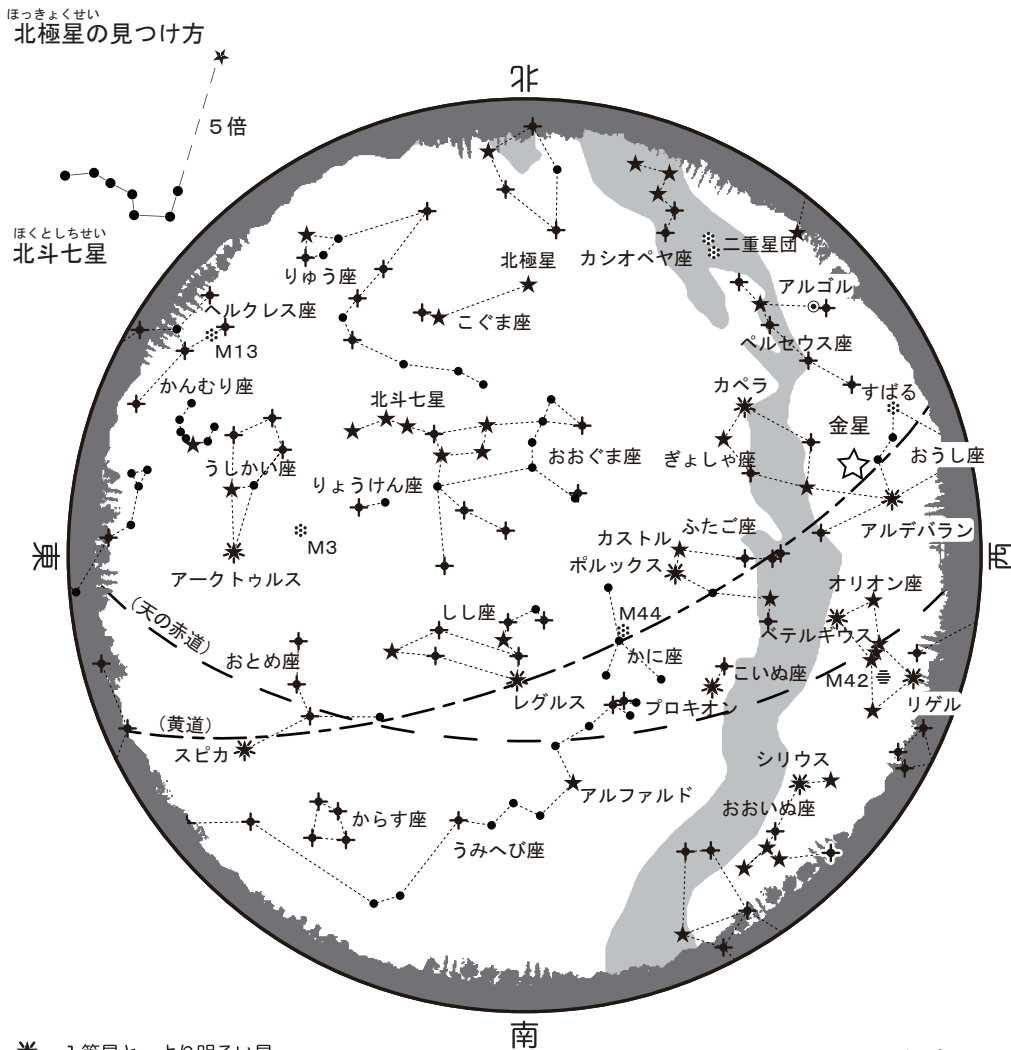 ほっきょくせい
北極星の見つけ方
5倍
ほくとしちせい
北斗七星
北
りゅう座
北極星
カシオペヤ座
二重星団
アルゴル
ヘルクレス座
こぐま座
M13
ペルセウス座
かんむり座
カペラ
すばる
北斗七星
金星
うしかい座
おおぐま座
ぎょしゃ座
おうし座
りょうけん座
M3
ふたご座
アルデバラン
カストル
東
アークトゥルス
ポルックス
西
オリオン座
(天の赤道)
しし座
M44
ベテルギウス
おとめ座
かに座
こいぬ座
M42
レグルス
プロキオン
リゲル
(黄道)
スピカ
シリウス
アルファルド
おおいぬ座
からす座
うみへび座
南